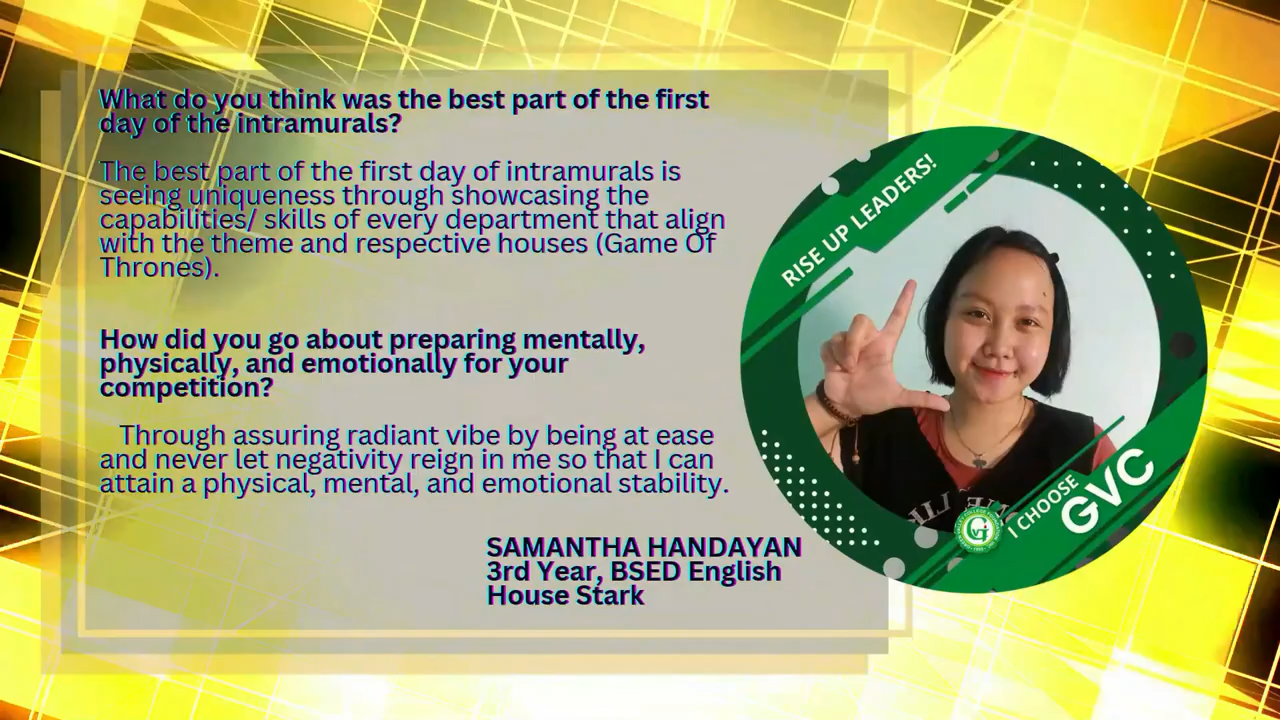 What do you think was the best part of the first
day of the intramurals?
The best part of the first day of intramurals is
seeing uniqueness through showcasing the
capabilities/ skills of every department that align
with the theme and respective houses (Game Of
Thrones).
How did you go about preparing mentally,
physically, and emotionally for your
competition?
Through assuring radiant vibe by being at ease
and never let negativity reign in me so that I can
attain a physical, mental, and emotional stability.
SAMANTHA HANDAYAN
3rd Year, BSED English
House Stark
RISE UP LEADERS!
I CHOOSE
GVC